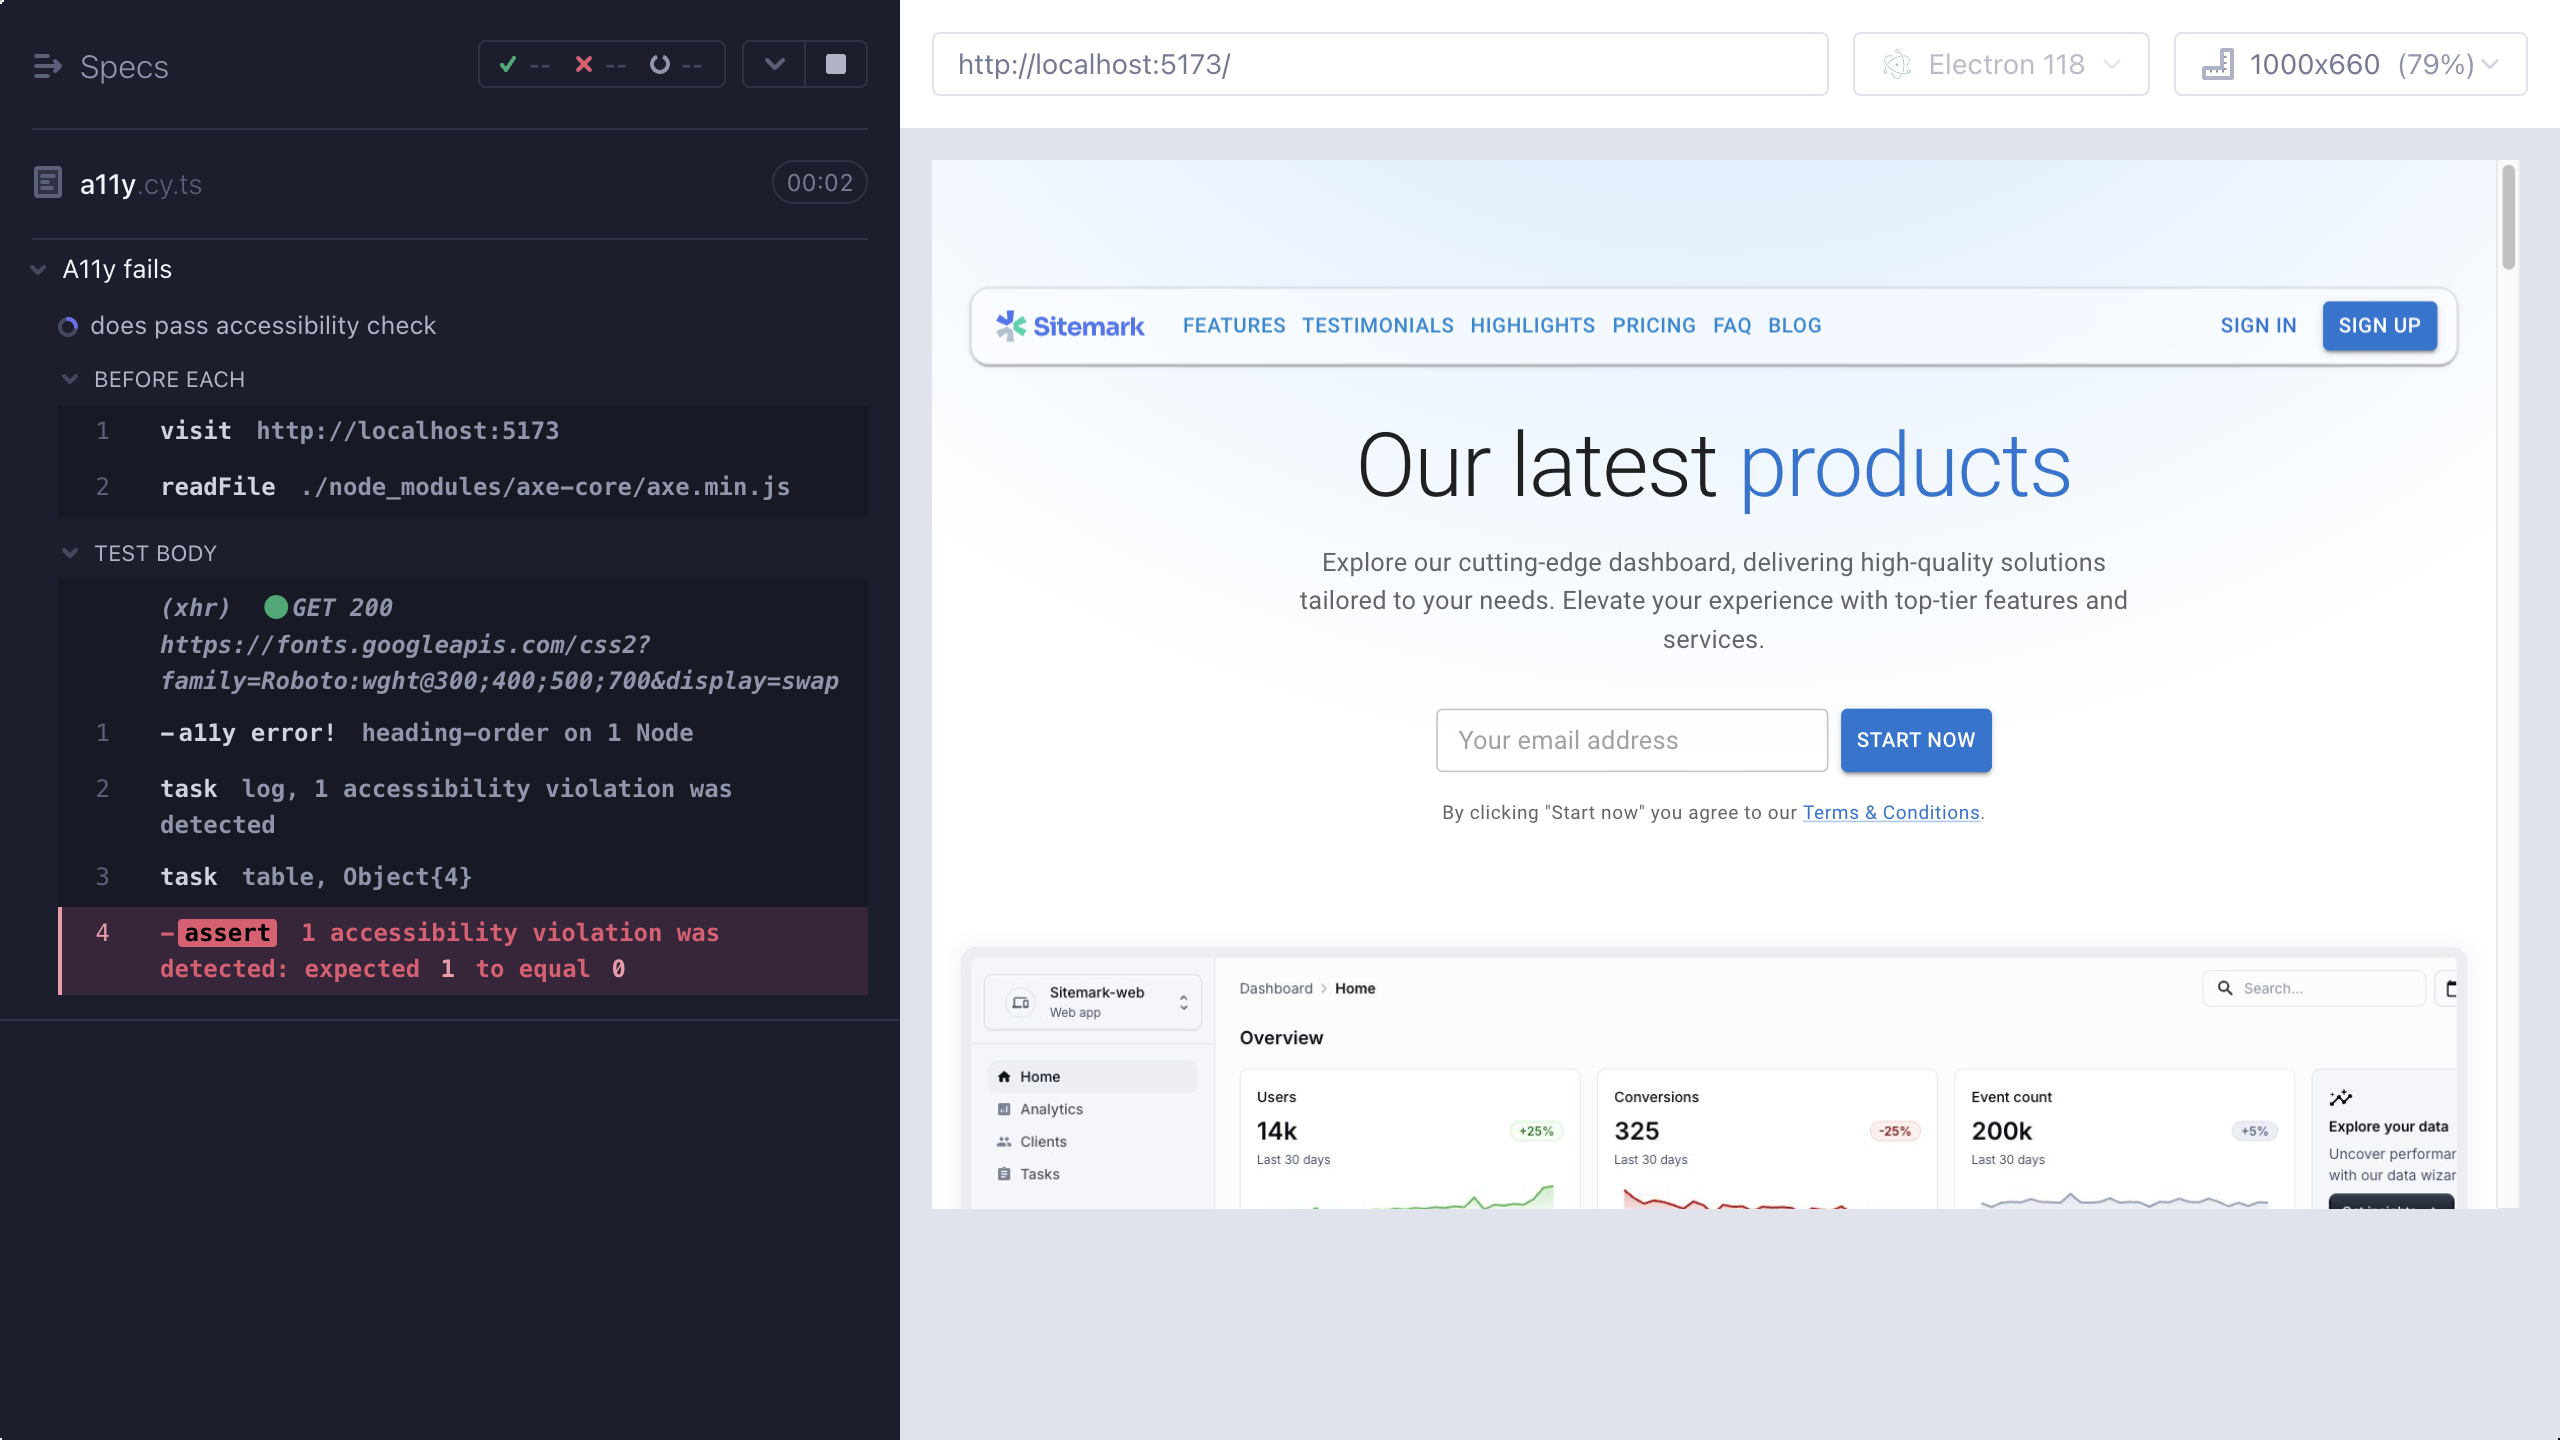 Specs
-- -- --
a11y.cy.ts
00:02
A11y fails
does pass accessibility check
BEFORE EACH
1 visit http://localhost:5173
2 readFile ./node_modules/axe-core/axe.min.js
TEST BODY
(xhr) GET 200
https://fonts.googleapis.com/css2?
family=Roboto:wght@300;400;500;700&display=swap
1 -a11y error! heading-order on 1 Node
2 task log, 1 accessibility violation was
detected
3 task table, Object{4}
4 -assert 1 accessibility violation was
detected: expected 1 to equal 0
http://localhost:5173/
Electron 118
1000x660 (79%)
Sitemark
FEATURES TESTIMONIALS HIGHLIGHTS PRICING FAQ BLOG
SIGN IN
SIGN UP
Our latest products
Explore our cutting-edge dashboard, delivering high-quality solutions
tailored to your needs. Elevate your experience with top-tier features and
services.
Your email address
START NOW
By clicking "Start now" you agree to our Terms & Conditions.
Sitemark-web
Web app
Home
Analytics
Clients
Tasks
Dashboard Home
Search...
Overview
Users
14k
+25%
Last 30 days
Conversions
325
-25%
Last 30 days
Event count
200k
+5%
Last 30 days
Explore your data
Uncover performan
with our data wizar